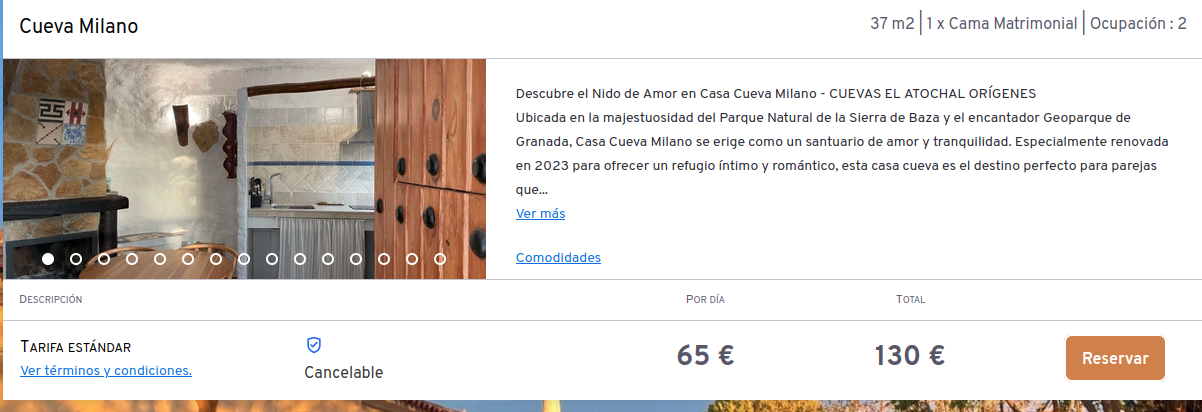 Cueva Milano
37 m2 | 1 x Cama Matrimonial | Ocupación : 2
Descubre el Nido de Amor en Casa Cueva Milano - CUEVAS EL ATOCHAL ORÍGENES
Ubicada en la majestuosidad del Parque Natural de la Sierra de Baza y el encantador Geoparque de
Granada, Casa Cueva Milano se erige como un santuario de amor y tranquilidad. Especialmente renovada
en 2023 para ofrecer un refugio íntimo y romántico, esta casa cueva es el destino perfecto para parejas
que...
Ver más
Comodidades
Descripción Por día Total
Tarifa estándar
Ver términos y condiciones.
Cancelable
65 € 130 € Reservar